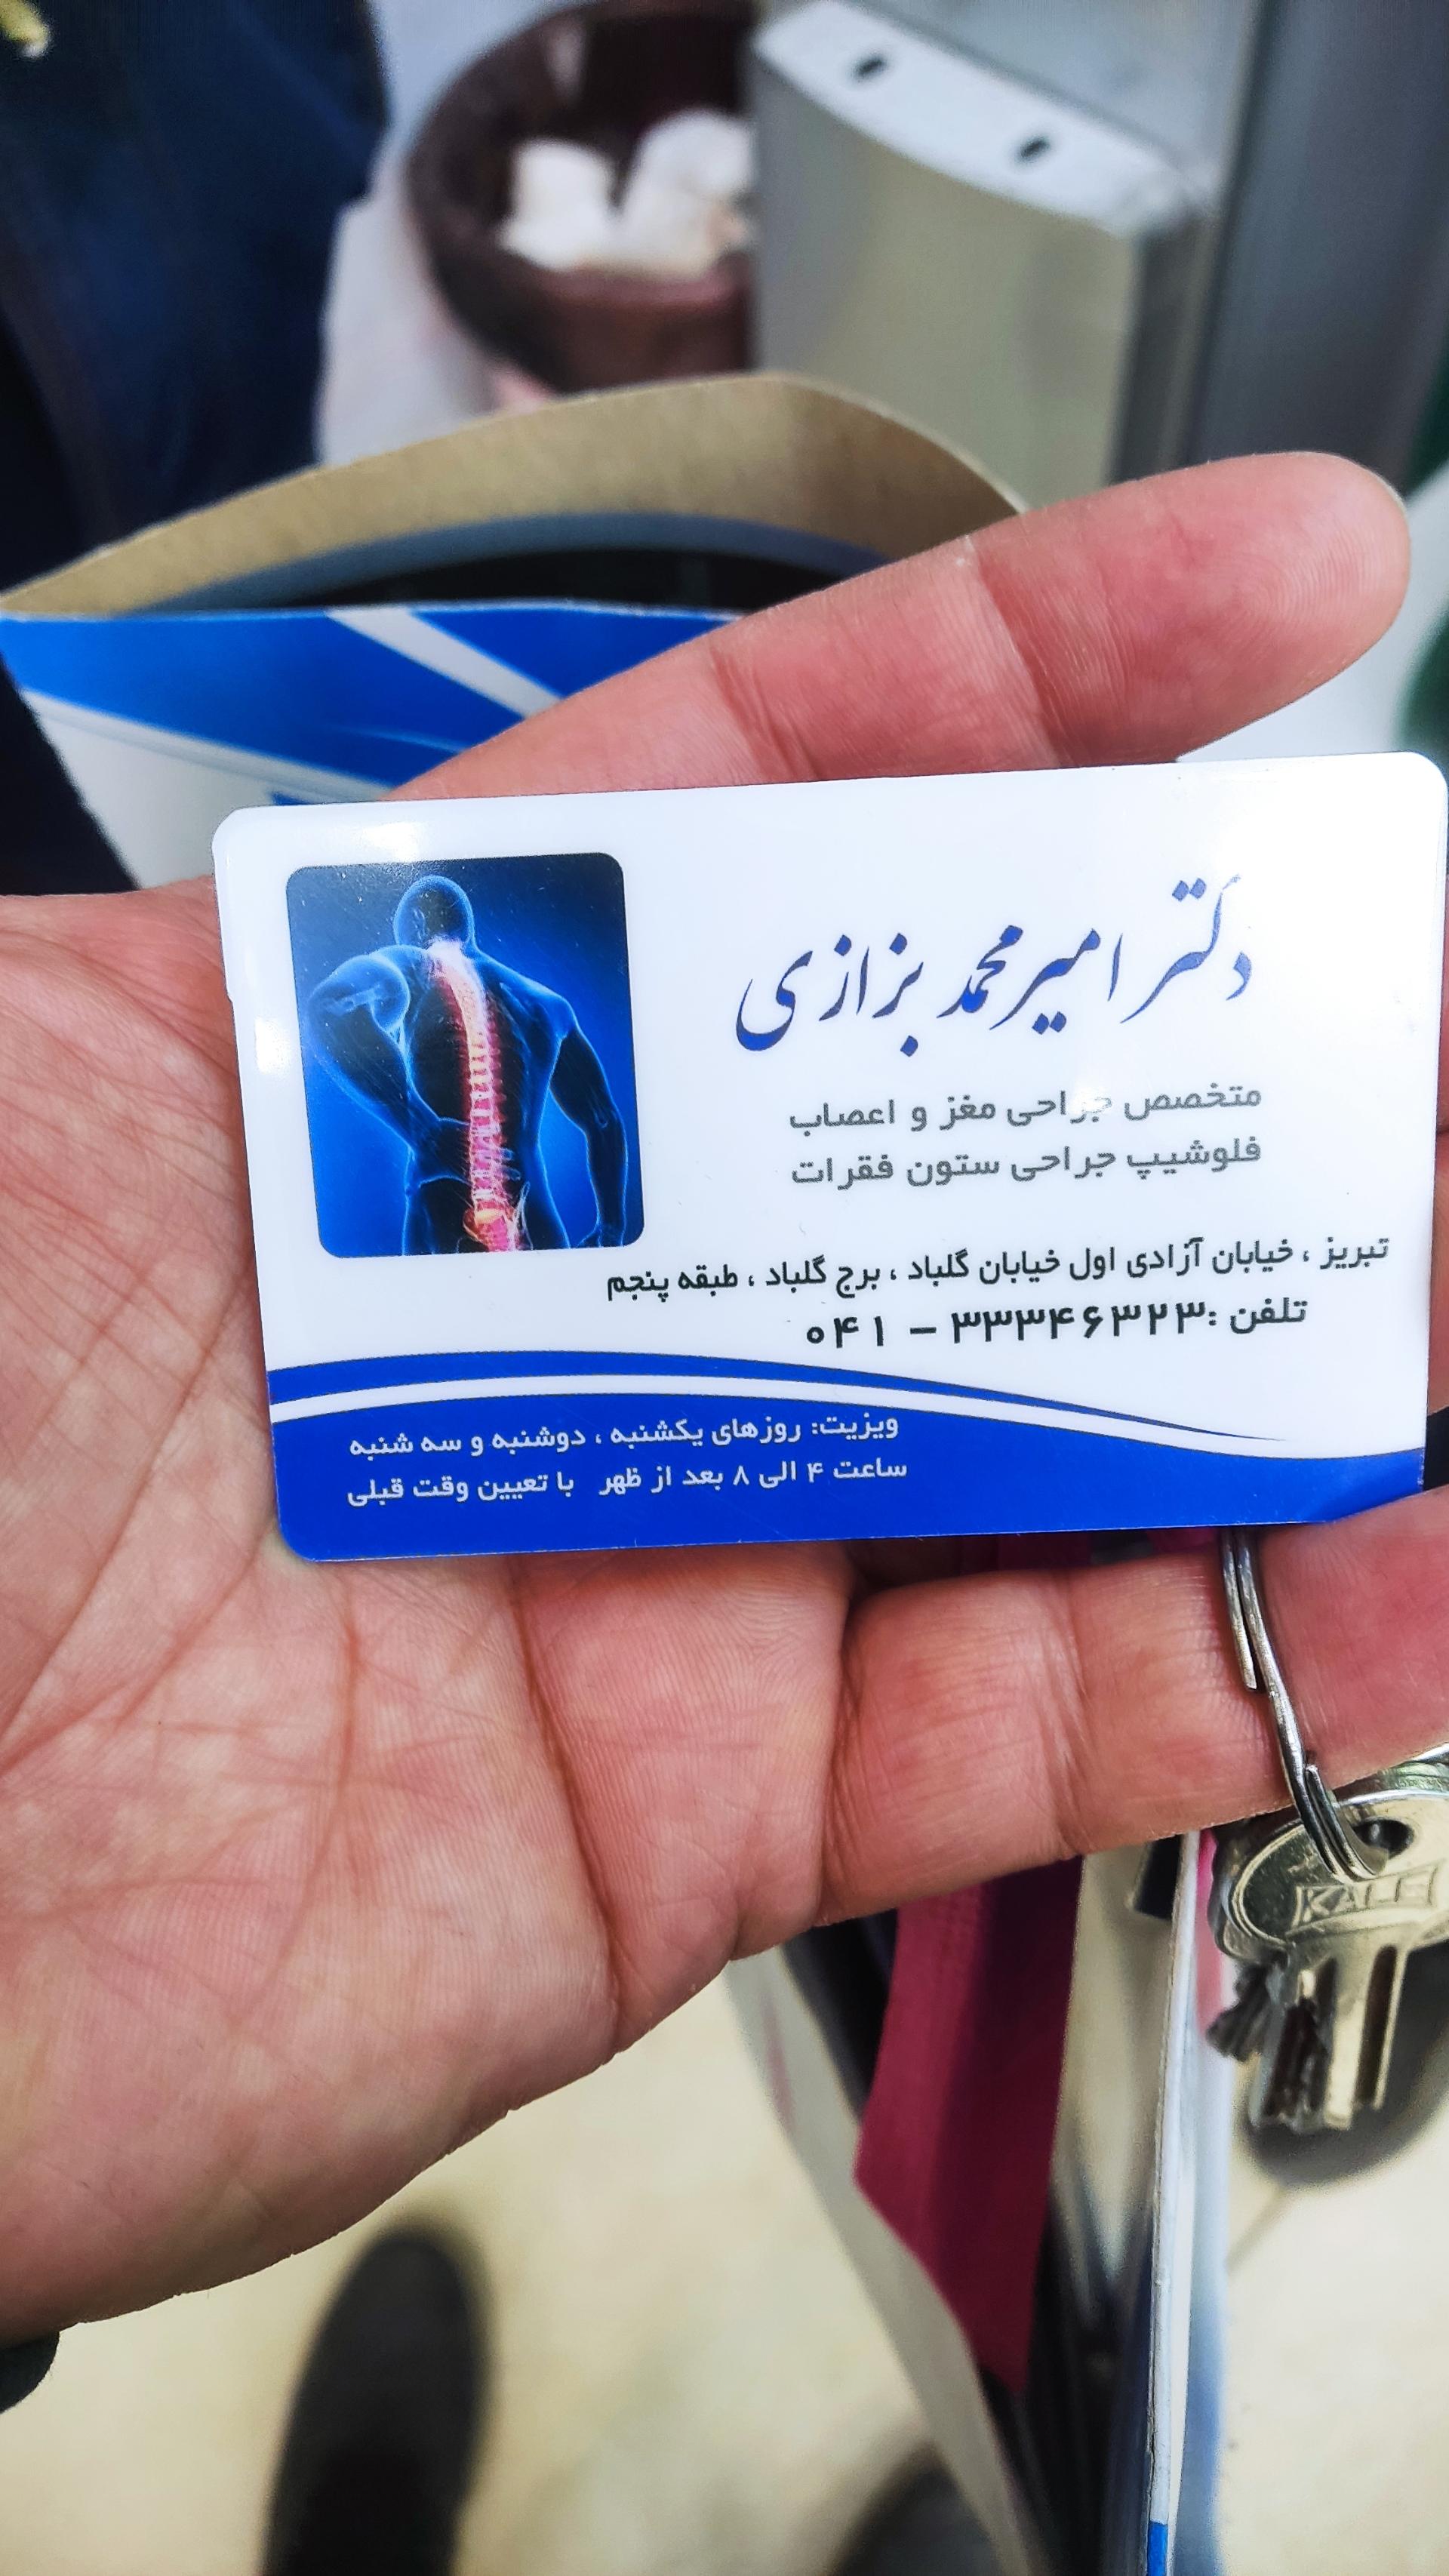 دکتر امیرمحمد بزازی
متخصص جراحی مغز و اعصاب
فلوشیپ جراحی ستون فقرات
تبریز ، خیابان آزادی اول خیابان گلباد ، برج گلباد ، طبقه پنجم
تلفن :۳۳۳۴۶۳۲۳ – ۰۴۱
ویزیت: روزهای یکشنبه ، دوشنبه و سه شنبه
ساعت ۴ الی ۸ بعد از ظهر با تعیین وقت قبلی
KALE